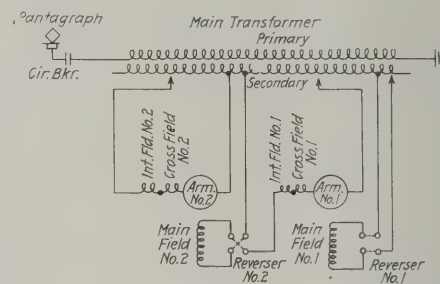 Pantagraph
Main Transformer
Primary
Cir. Bkr.
Secondary
Int. Fld. No. 2
Cross Field
No. 2
Arm.
No. 2
Int. Fld. No. 1
Cross Field
No. 1
Arm.
No. 1
Main
Field
No. 2
Reverser
No. 2
Main
Field
No. 1
Reverser
No. 1